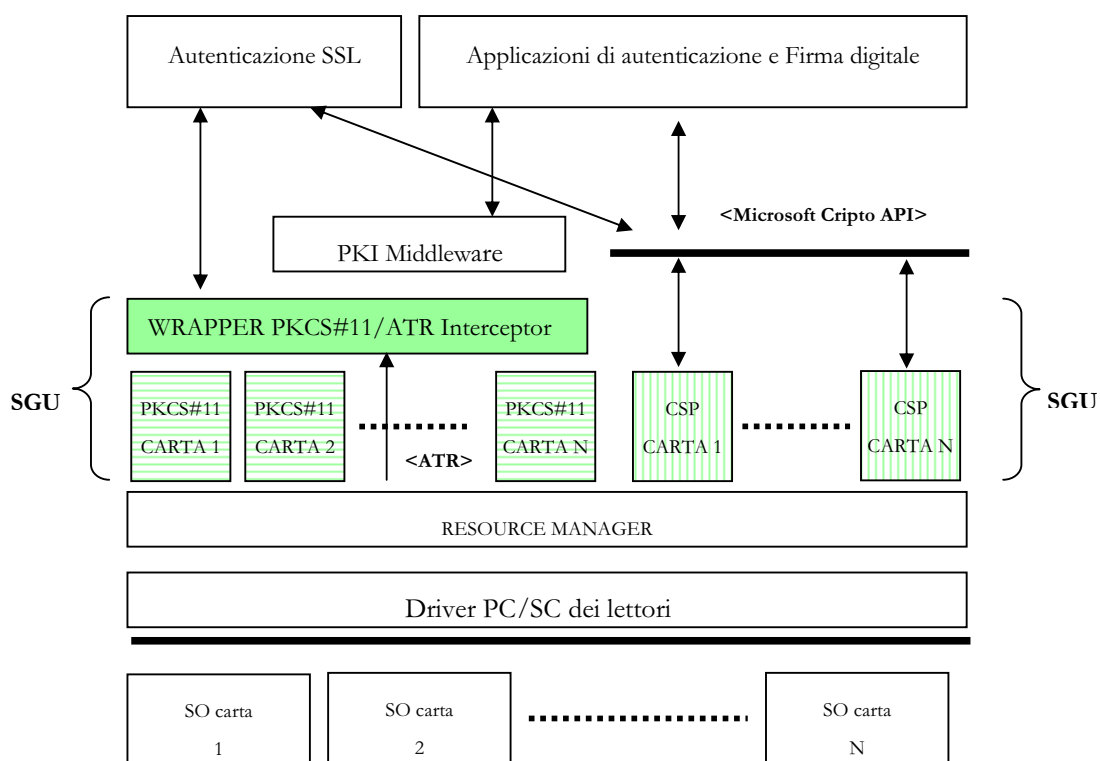 Autenticazione SSL
Applicazioni di autenticazione e Firma digitale
<Microsoft Cripto API>
PKI Middleware
WRAPPER PKCS#11/ATR Interceptor
SGU
SGU
PKCS#11
CARTA 1
PKCS#11
CARTA 2
<ATR>
PKCS#11
CARTA N
CSP
CARTA 1
CSP
CARTA N
RESOURCE MANAGER
Driver PC/SC dei lettori
SO carta
1
SO carta
2
SO carta
N